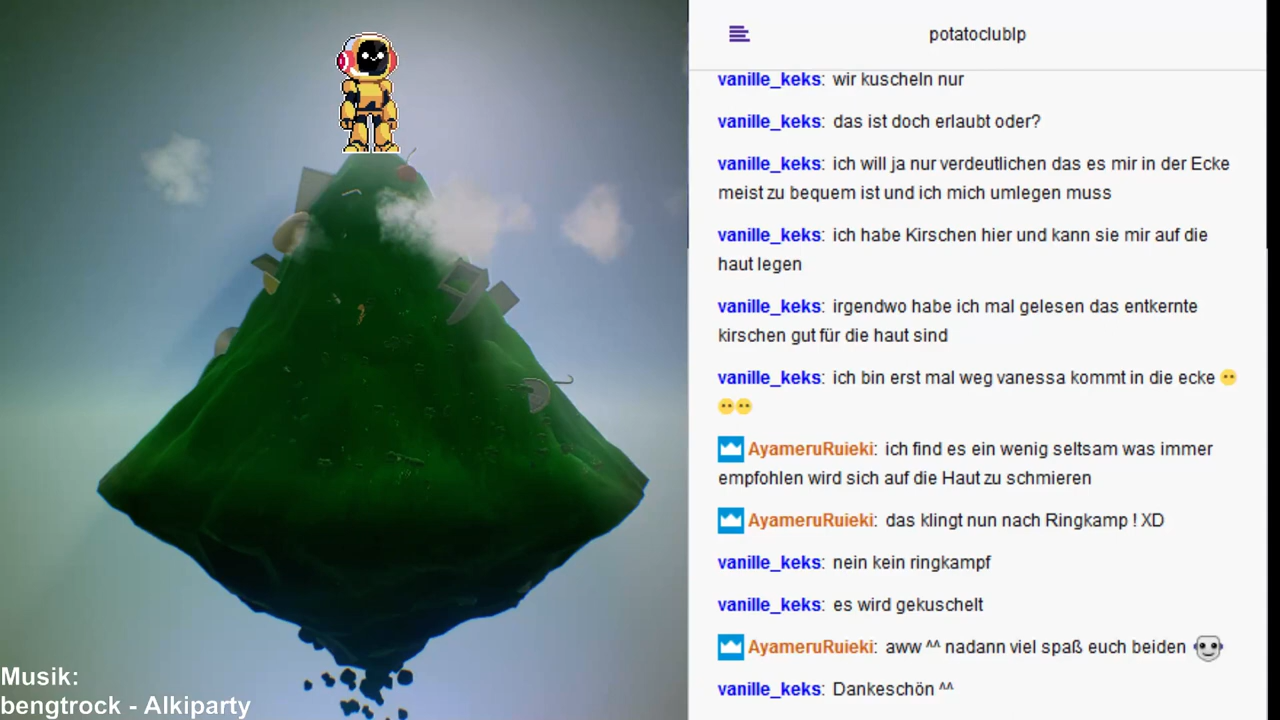 potatoclublp
vanille_keks: wir kuscheln nur
vanille_keks: das ist doch erlaubt oder?
vanille_keks: ich will ja nur verdeutlichen das es mir in der Ecke
meist zu bequem ist und ich mich umlegen muss
vanille_keks: ich habe Kirschen hier und kann sie mir auf die
haut legen
vanille_keks: irgendwo habe ich mal gelesen das entkernte
kirschen gut für die haut sind
vanille_keks: ich bin erst mal weg vanessa kommt in die ecke
AyameruRuieki: ich find es ein wenig seltsam was immer
empfohlen wird sich auf die Haut zu schmieren
AyameruRuieki: das klingt nun nach Ringkamp ! XD
vanille_keks: nein kein ringkampf
vanille_keks: es wird gekuschelt
AyameruRuieki: aww ^^ nadann viel spaß euch beiden
vanille_keks: Dankeschön ^^
Musik:
bengtrock - Alkiparty